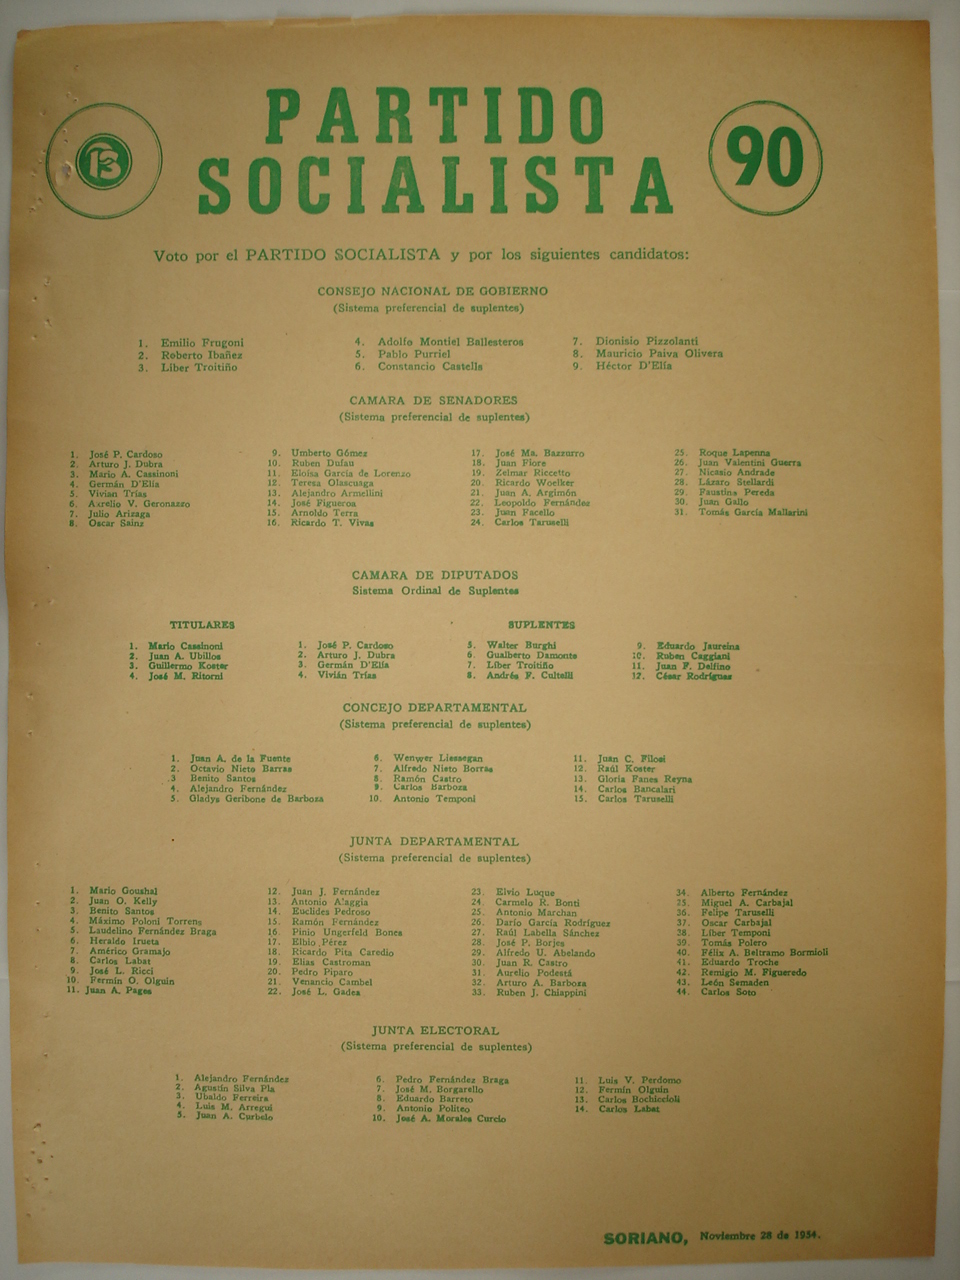 13
PARTIDO
SOCIALISTA
90
Voto por el PARTIDO SOCIALISTA y por los siguientes candidatos:
CONSEJO NACIONAL DE GOBIERNO
(Sistema preferencial de suplentes)
1. Emilio Frugoni
2. Roberto Ibañez
3. Liber Troitiño
4. Adolfo Montiel Ballesteros
5. Pablo Purriel
6. Constancio Castells
7. Dionisio Pizzolanti
8. Mauricio Paiva Olivera
9. Héctor D'Elía
CAMARA DE SENADORES
(Sistema preferencial de suplentes)
1. José P. Cardoso
2. Arturo J. Dubra
3. Mario A. Cassinoni
4. Germán D'Elía
5. Vivian Trías
6. Aurelio V. Geronazzo
7. Julio Arizaga
8. Oscar Sainz
9. Umberto Gómez
10. Ruben Dufau
11. Eloisa García de Lorenzo
12. Teresa Olascuaga
13. Alejandro Armellini
14. José Figueroa
15. Arnoldo Terra
16. Ricardo T. Vivas
17. José Ma. Bazzurro
18. Juan Fiore
19. Zelmar Riccetto
20. Ricardo Woelker
21. Juan A. Argimón
22. Leopoldo Fernández
23. Juan Facello
24. Carlos Taruselli
25. Roque Lapenna
26. Juan Valentini Guerra
27. Nicasio Andrade
28. Lázaro Stellardi
29. Faustino Pereda
30. Juan Gallo
31. Tomás García Mallarini
CAMARA DE DIPUTADOS
Sistema Ordinal de Suplentes
TITULARES
1. Mario Cassinoni
2. Juan A. Ubillos
3. Guillermo Koster
4. José M. Ritorni
SUPLENTES
1. José P. Cardoso
2. Arturo J. Dubra
3. Germán D'Elía
4. Vivián Trías
5. Walter Burghi
6. Gualberto Damonte
7. Líber Troitiño
8. Andrés F. Cultelli
9. Eduardo Jaureina
10. Ruben Caggiani
11. Juan F. Delfino
12. César Rodríguez
CONCEJO DEPARTAMENTAL
(Sistema preferencial de suplentes)
1. Juan A. de la Fuente
2. Octavio Nieto Barras
3 Benito Santos
4. Alejandro Fernández
5. Gladys Geribone de Barboza
6. Wenwer Liessegan
7. Alfredo Nieto Borras
8. Ramón Castro
9. Carlos Barboza
10. Antonio Temponi
11. Juan C. Filosi
12. Raúl Koster
13. Gloria Fanes Reyna
14. Carlos Bancalari
15. Carlos Taruselli
JUNTA DEPARTAMENTAL
(Sistema preferencial de suplentes)
1. Mario Goushal
2. Juan O. Kelly
3. Benito Santos
4. Máximo Poloni Torrens
5. Laudelino Fernández Braga
6. Heraldo Irueta
7. Américo Gramajo
8. Carlos Labat
9. José L. Ricci
10. Fermín O. Olguin
11. Juan A. Pages
12. Juan J. Fernández
13. Antonio A'aggia
14. Euclides Pedroso
15. Ramón Fernández
16. Pinio Ungerfeld Bonea
17. Elbio Pérez
18. Ricardo Pita Caredio
19. Elías Castroman
20. Pedro Piparo
21. Venancio Cambel
22. José L. Gadea
23. Elvio Luque
24. Carmelo R. Bonti
25. Antonio Marchan
26. Darío García Rodríguez
27. Raúl Labella Sánchez
28. José P. Borjes
29. Alfredo U. Abelando
30. Juan R. Castro
31. Aurelio Podestá
32. Arturo A. Barboza
33. Ruben J. Chiappini
34. Alberto Fernández
35. Miguel A. Carbajal
36. Felipe Taruselli
37. Oscar Carbajal
38. Líber Temponi
39. Tomás Polero
40. Félix A. Beltramo Bormioli
41. Eduardo Troche
42. Remigio M. Figueredo
43. León Semaden
44. Carlos Soto
JUNTA ELECTORAL
(Sistema preferencial de suplentes)
1. Alejandro Fernández
2. Agustín Silva Pla
3. Ubaldo Ferreira
4. Luis M. Arregui
5. Juan A. Curbelo
6. Pedro Fernández Braga
7. José M. Borgarello
8. Eduardo Barreto
9. Antonio Politeo
10. José A. Morales Curcio
11. Luis V. Perdomo
12. Fermín Olguín
13. Carlos Bochiccioli
14. Carlos Labat
SORIANO, Noviembre 28 de 1954.